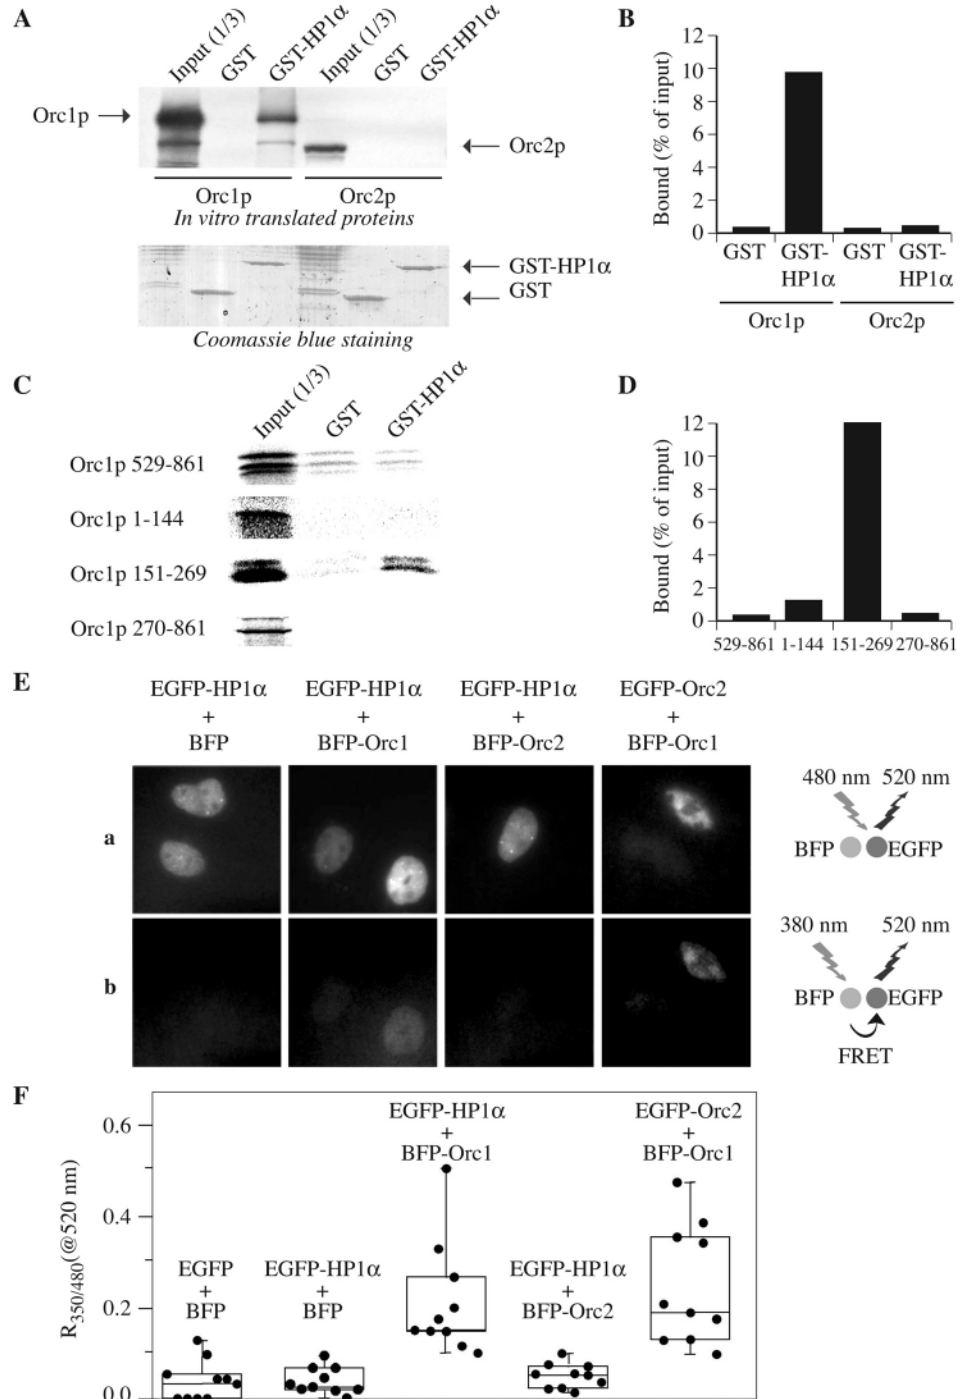 A
Input (1/3)
GST
GST-HP1α
Input (1/3)
GST
GST-HP1α
Orc1p
Orc2p
Orc1p
Orc2p
In vitro translated proteins
GST-HP1α
GST
Coomassie blue staining
B
Bound (% of input)
12
10
8
6
4
2
0
GST
GST-
HP1α
GST
GST-
HP1α
Orc1p
Orc2p
C
Input (1/3)
GST
GST-HP1α
Orc1p 529-861
Orc1p 1-144
Orc1p 151-269
Orc1p 270-861
D
Bound (% of input)
12
10
8
6
4
2
0
529-861
1-144
151-269
270-861
E
EGFP-HP1α
+
BFP
EGFP-HP1α
+
BFP-Orc1
EGFP-HP1α
+
BFP-Orc2
EGFP-Orc2
+
BFP-Orc1
a
480 nm
520 nm
BFP
EGFP
b
380 nm
520 nm
BFP
EGFP
FRET
F
R350/480(@520 nm)
0.6
0.4
0.2
0.0
EGFP
+
BFP
EGFP-HP1α
+
BFP
EGFP-HP1α
+
BFP-Orc1
EGFP-HP1α
+
BFP-Orc2
EGFP-Orc2
+
BFP-Orc1